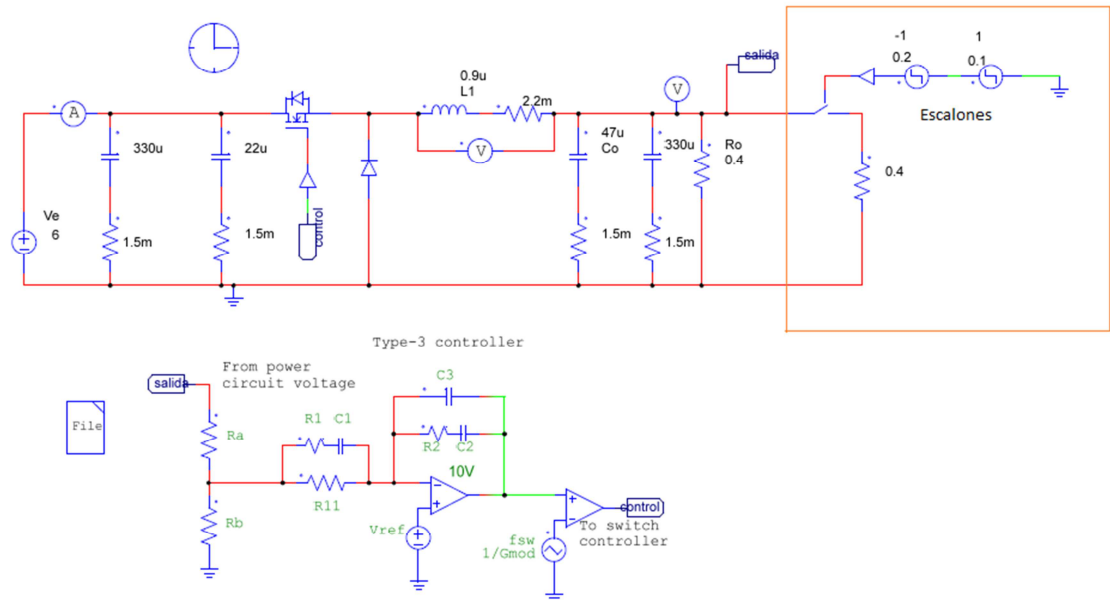 -1
1
0.2
0.1
Escalones
salida
0.9u
L1
2.2m
A
V
V
330u
22u
47u
Co
330u
Ro
0.4
0.4
control
Ve
6
1.5m
1.5m
1.5m
1.5m
Type-3 controller
From power
circuit voltage
salida
File
Ra
Rb
R1
C1
R11
C3
R2
C2
10V
Vref
fsw
1/Gmod
control
To switch
controller